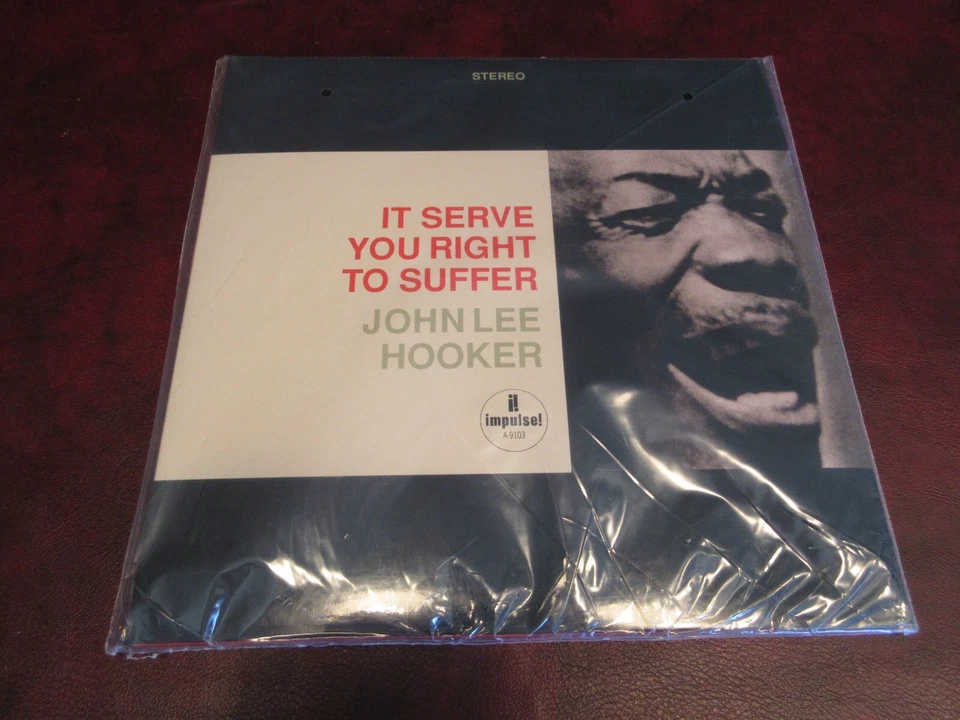 STEREO
IT SERVE
YOU RIGHT
TO SUFFER
JOHN LEE
HOOKER
i!
impulse!
A-9103